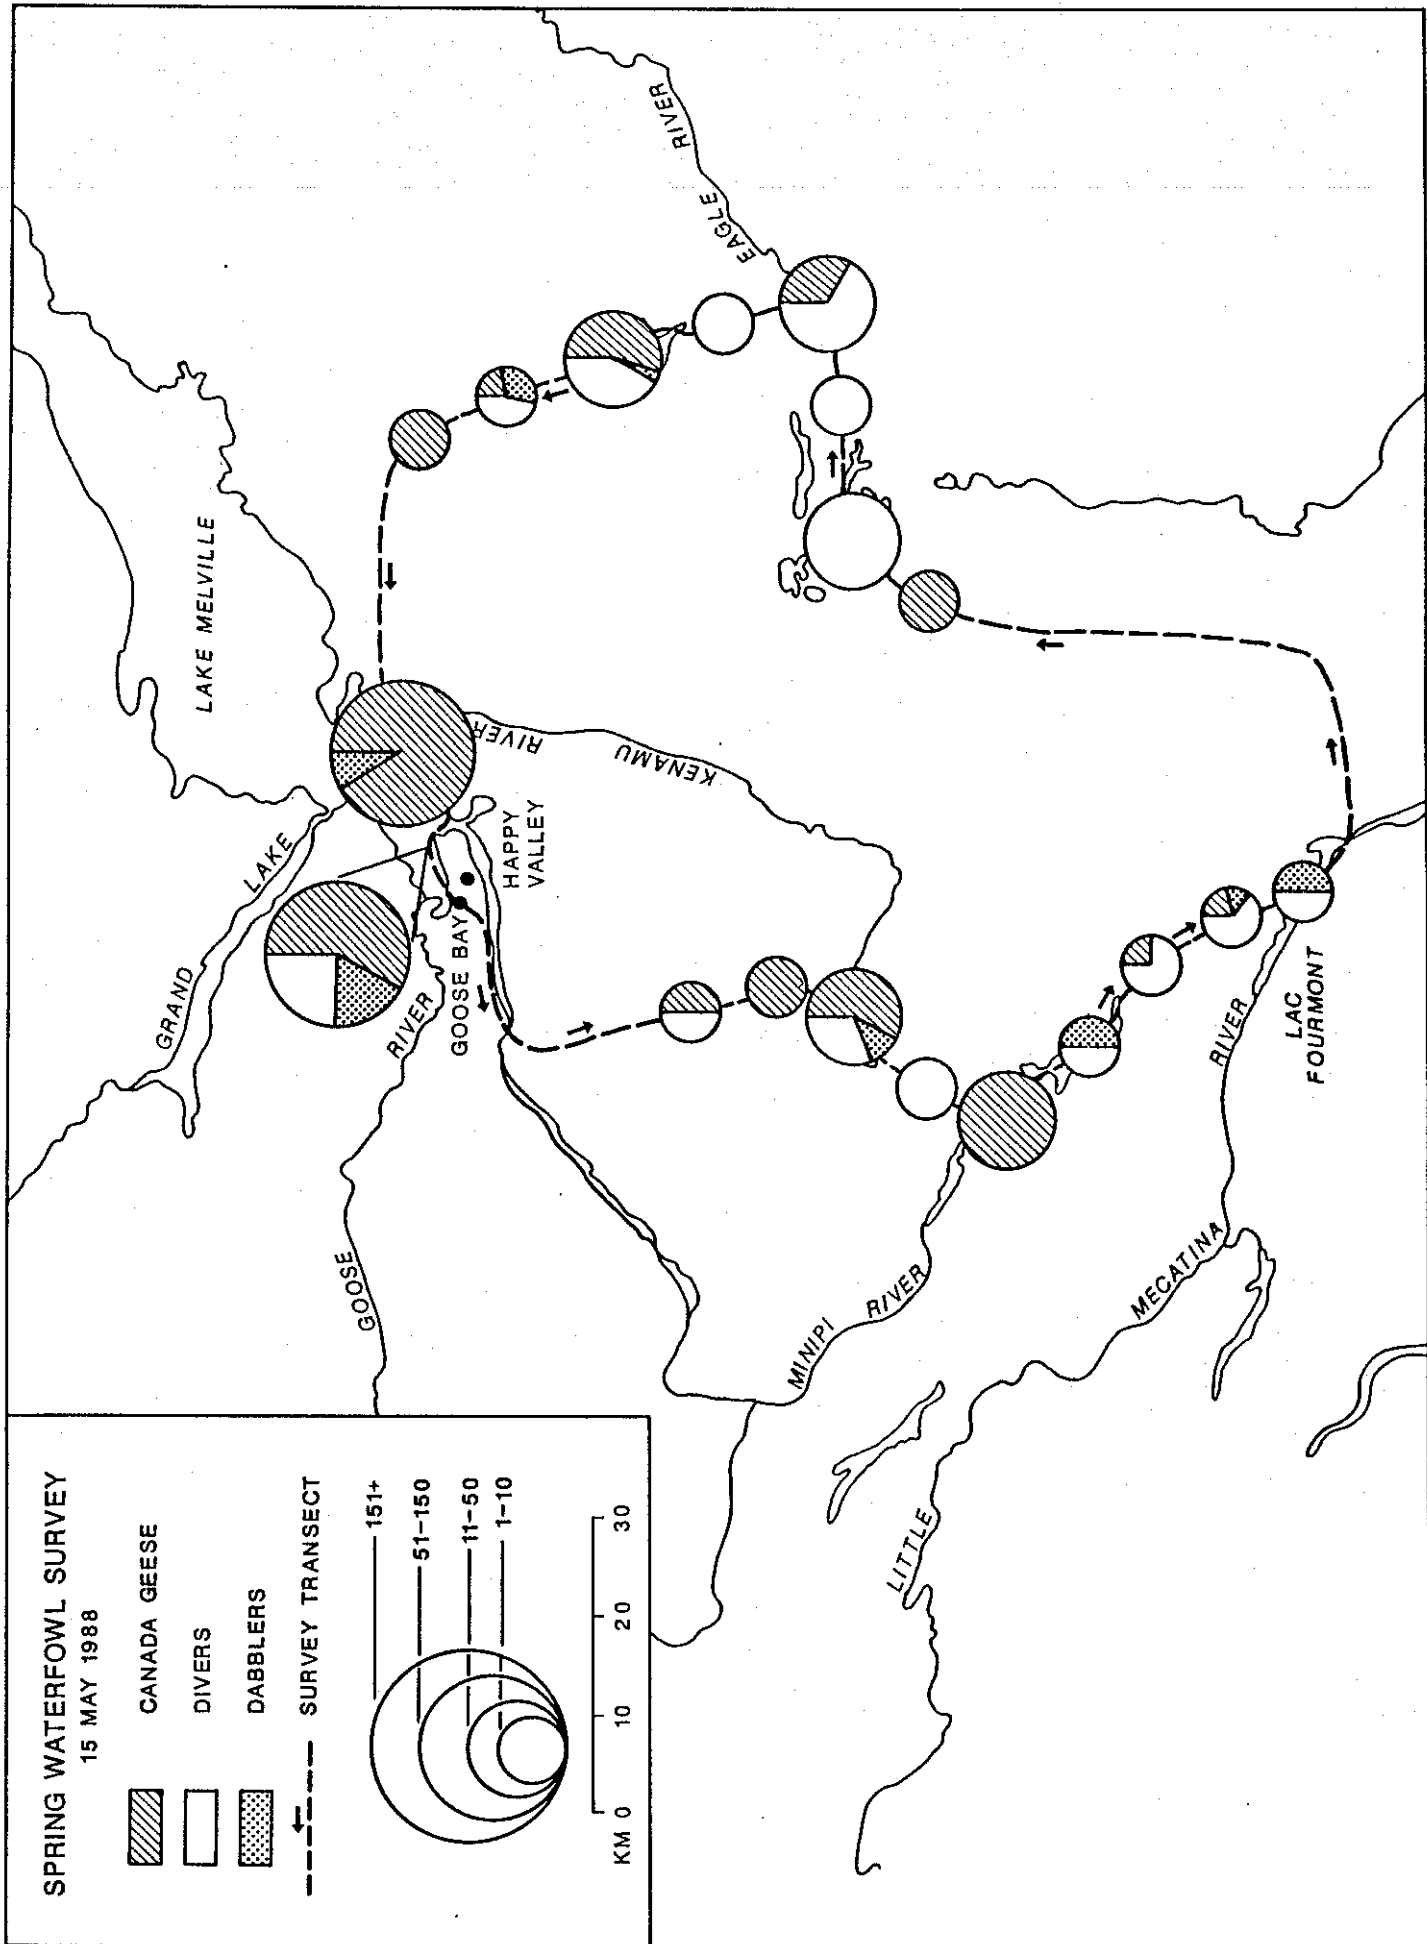 SPRING WATERFOWL SURVEY
15 MAY 1988
CANADA GEESE
DIVERS
DABBLERS
SURVEY TRANSECT
151+
51-150
11-50
1-10
KM 0 10 20 30
GRAND LAKE
LAKE MELVILLE
GOOSE RIVER
GOOSE BAY
HAPPY
VALLEY
KENAMU RIVER
EAGLE RIVER
MINIPI RIVER
LITTLE MECATINA RIVER
LAC
FOURMONT